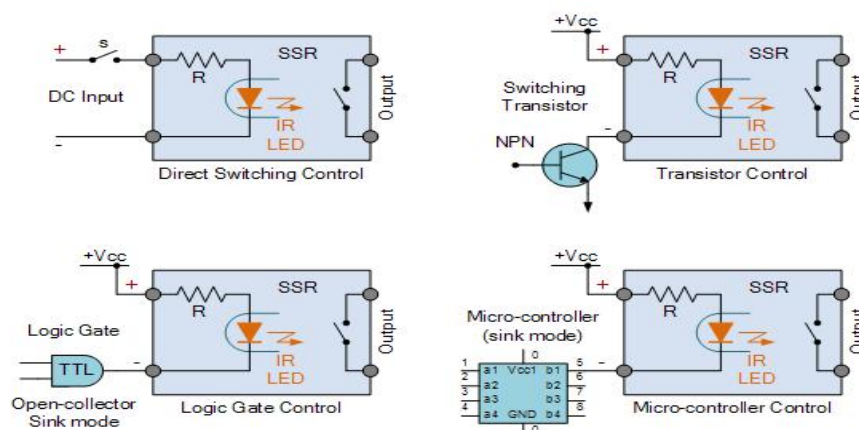 S
+
SSR
R
DC Input
IR
LED
-
Output
Direct Switching Control
+Vcc
+
SSR
R
Switching
Transistor
IR
LED
-
NPN
Output
Transistor Control
+Vcc
+
SSR
R
Logic Gate
TTL
-
IR
LED
Output
Open-collector
Sink mode
Logic Gate Control
+Vcc
+
SSR
R
Micro-controller
(sink mode)
0
1 a1 Vcc1 b1 5
2 a2 b2 6
3 a3 b3 7
4 a4 GND b4 8
0
-
IR
LED
Output
Micro-controller Control